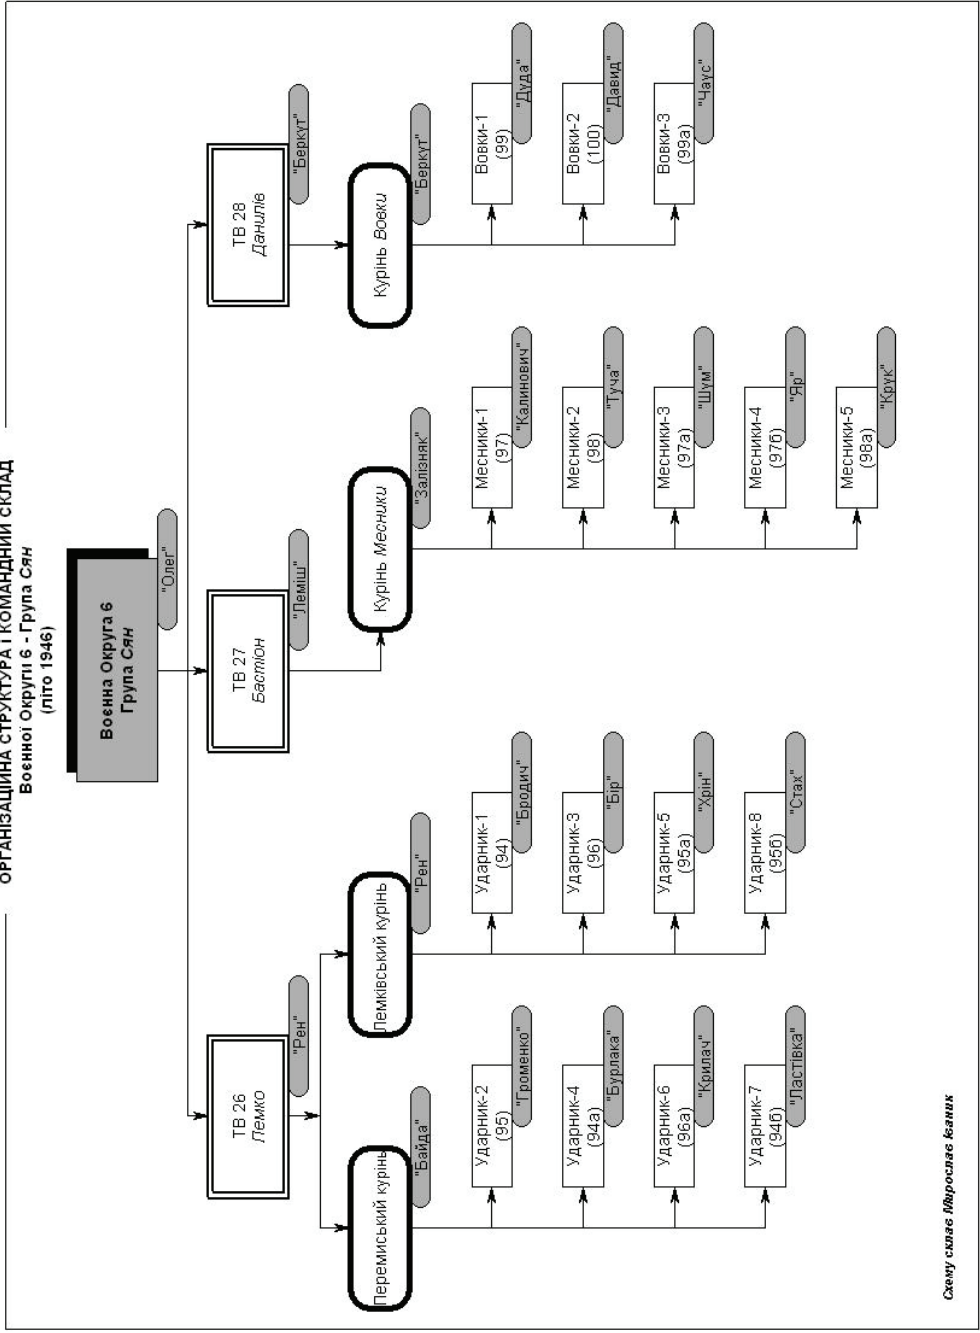 ОРГАНІЗАЦІЙНА СТРУКТУРА І КОМАНДНИЙ СКЛАД
Воєнної Округи 6 - Група Сян
(літо 1946)
Воєнна Округа 6
Група Сян
"Олег"
ТВ 26
Лемко
"Рен"
ТВ 27
Бастіон
"Леміш"
ТВ 28
Данилів
"Беркут"
Перемиський курінь
"Байда"
Лемківський курінь
"Рен"
Курінь Месники
"Залізняк"
Курінь Вовки
"Беркут"
Ударник-2
(95)
"Громенко"
Ударник-4
(94а)
"Бурлака"
Ударник-6
(96а)
"Крилач"
Ударник-7
(94б)
"Ластівка"
Ударник-1
(94)
"Бродич"
Ударник-3
(96)
"Бір"
Ударник-5
(95а)
"Хрін"
Ударник-8
(95б)
"Стах"
Месники-1
(97)
"Калинович"
Месники-2
(98)
"Туча"
Месники-3
(97а)
"Шум"
Месники-4
(97б)
"Яр"
Месники-5
(98а)
"Крук"
Вовки-1
(99)
"Дуда"
Вовки-2
(100)
"Давид"
Вовки-3
(99а)
"Чаус"
Схему склав Мирослав Іваник